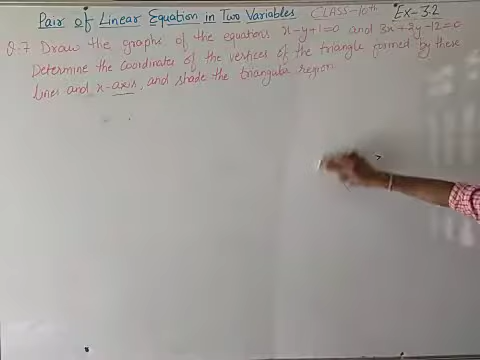 Pair of Linear Equation in Two Variables CLASS-10th Ex-3.2
Q.7 Draw the graphs of the equations x-y+1=0 and 3x+2y-12=0
Determine the coordinates of the vertices of the triangle formed by these
lines and x-axis, and shade the triangular region.